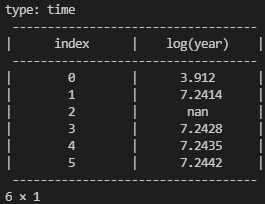 type: time
-----------------------------------
| index | log(year) |
-----------------------------------
| 0 | 3.912 |
| 1 | 7.2414 |
| 2 | nan |
| 3 | 7.2428 |
| 4 | 7.2435 |
| 5 | 7.2442 |
-----------------------------------
6 × 1